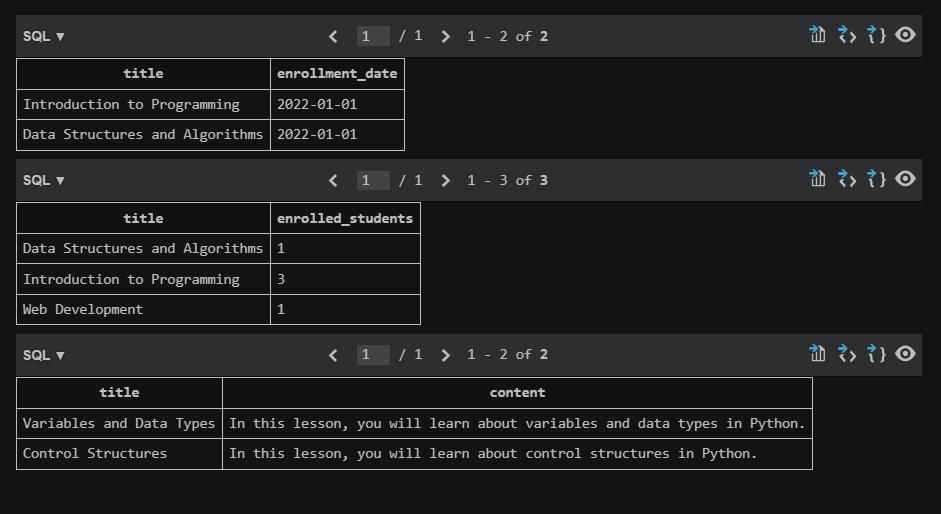 SQL ▼ 1 / 1 1 - 2 of 2
title enrollment_date
Introduction to Programming 2022-01-01
Data Structures and Algorithms 2022-01-01
SQL ▼ 1 / 1 1 - 3 of 3
title enrolled_students
Data Structures and Algorithms 1
Introduction to Programming 3
Web Development 1
SQL ▼ 1 / 1 1 - 2 of 2
title content
Variables and Data Types In this lesson, you will learn about variables and data types in Python.
Control Structures In this lesson, you will learn about control structures in Python.